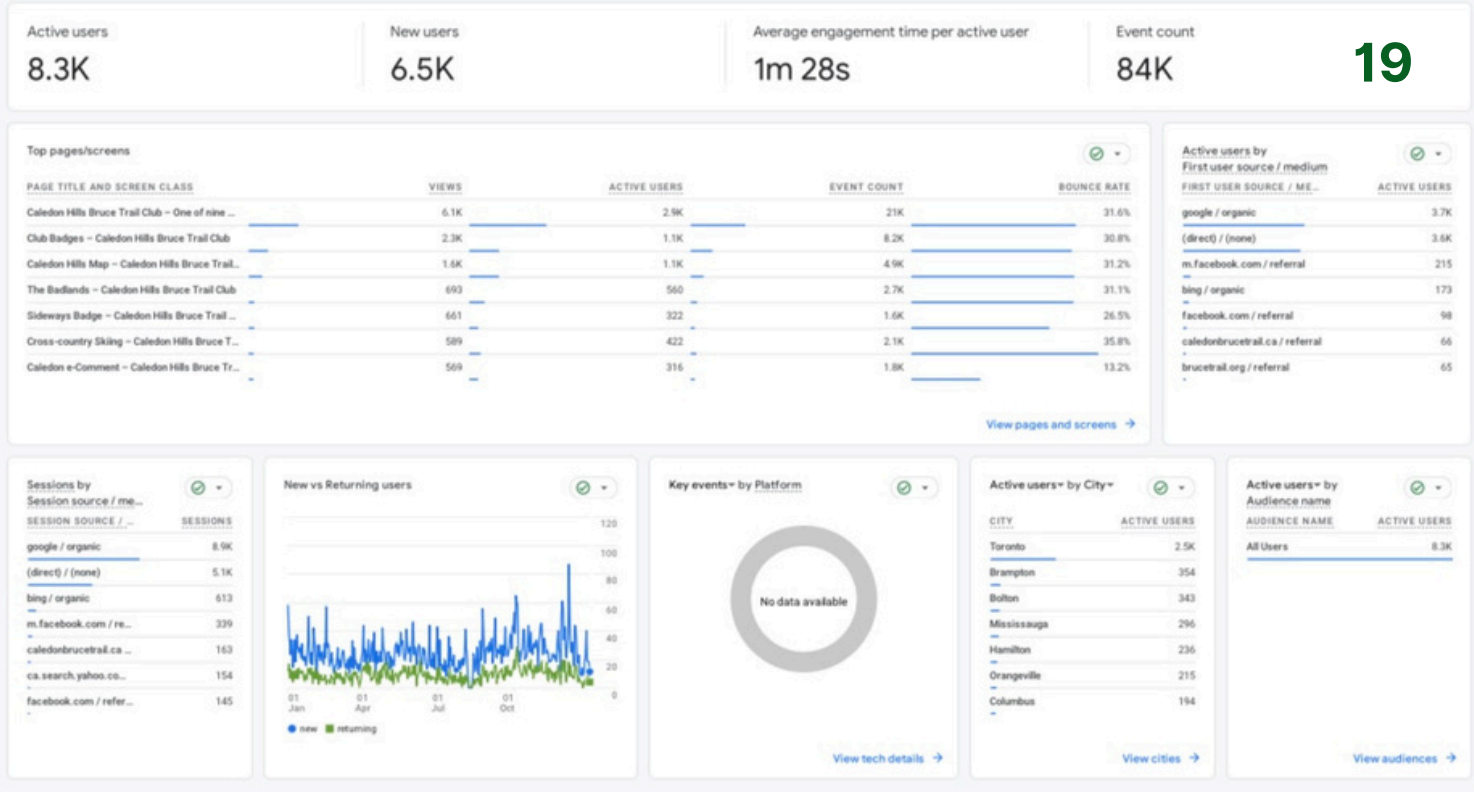 Active users
8.3K
New users
6.5K
Average engagement time per active user
1m 28s
Event count
84K
19
Top pages/screens
PAGE TITLE AND SCREEN CLASS VIEWS ACTIVE USERS EVENT COUNT BOUNCE RATE
Caledon Hills Bruce Trail Club – One of nine ... 6.1K 2.9K 21K 31.6%
Club Badges – Caledon Hills Bruce Trail Club 2.3K 1.1K 8.2K 30.8%
Caledon Hills Map – Caledon Hills Bruce Trail... 1.6K 1.1K 4.9K 31.2%
The Badlands – Caledon Hills Bruce Trail Club 693 560 2.7K 31.1%
Sideways Badge – Caledon Hills Bruce Trail ... 661 322 1.6K 26.5%
Cross-country Skiing – Caledon Hills Bruce T... 589 422 2.1K 35.8%
Caledon e-Comment – Caledon Hills Bruce Tr... 569 316 1.8K 13.2%
View pages and screens →
Active users by
First user source / medium
FIRST USER SOURCE / ME... ACTIVE USERS
google / organic 3.7K
(direct) / (none) 3.6K
m.facebook.com / referral 215
bing / organic 173
facebook.com / referral 98
caledonbrucetrail.ca / referral 66
brucetrail.org / referral 65
Sessions by
Session source / me...
SESSION SOURCE / ... SESSIONS
google / organic 8.9K
(direct) / (none) 5.1K
bing / organic 613
m.facebook.com / re... 339
caledonbrucetrail.ca ... 163
ca.search.yahoo.co... 154
facebook.com / refer... 145
New vs Returning users
120
100
80
60
40
20
0
01 01 01 01
Jan Apr Jul Oct
new returning
Key events by Platform
No data available
View tech details →
Active users by City
CITY ACTIVE USERS
Toronto 2.5K
Brampton 354
Bolton 343
Mississauga 296
Hamilton 236
Orangeville 215
Columbus 194
View cities →
Active users by
Audience name
AUDIENCE NAME ACTIVE USERS
All Users 8.3K
View audiences →